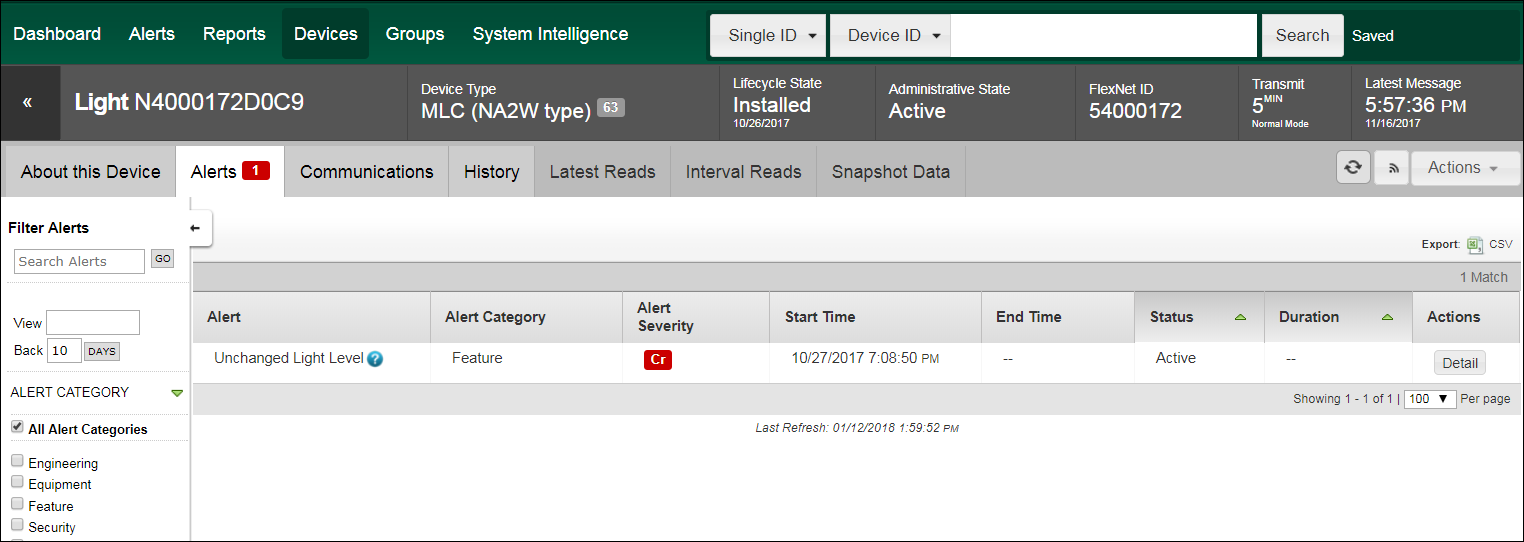 Dashboard Alerts Reports Devices Groups System Intelligence Single ID Device ID Search Saved
«
Light N4000172D0C9
Device Type
MLC (NA2W type) 63
Lifecycle State
Installed
10/26/2017
Administrative State
Active
FlexNet ID
54000172
Transmit
5 MIN
Normal Mode
Latest Message
5:57:36 PM
11/16/2017
About this Device Alerts 1 Communications History Latest Reads Interval Reads Snapshot Data Actions
Filter Alerts
Search Alerts GO
View
Back 10 DAYS
ALERT CATEGORY
All Alert Categories
Engineering
Equipment
Feature
Security
Export: CSV
1 Match
Alert Alert Category Alert Severity Start Time End Time Status Duration Actions
Unchanged Light Level ? Feature Cr 10/27/2017 7:08:50 PM -- Active -- Detail
Showing 1 - 1 of 1 | 100 Per page
Last Refresh: 01/12/2018 1:59:52 PM